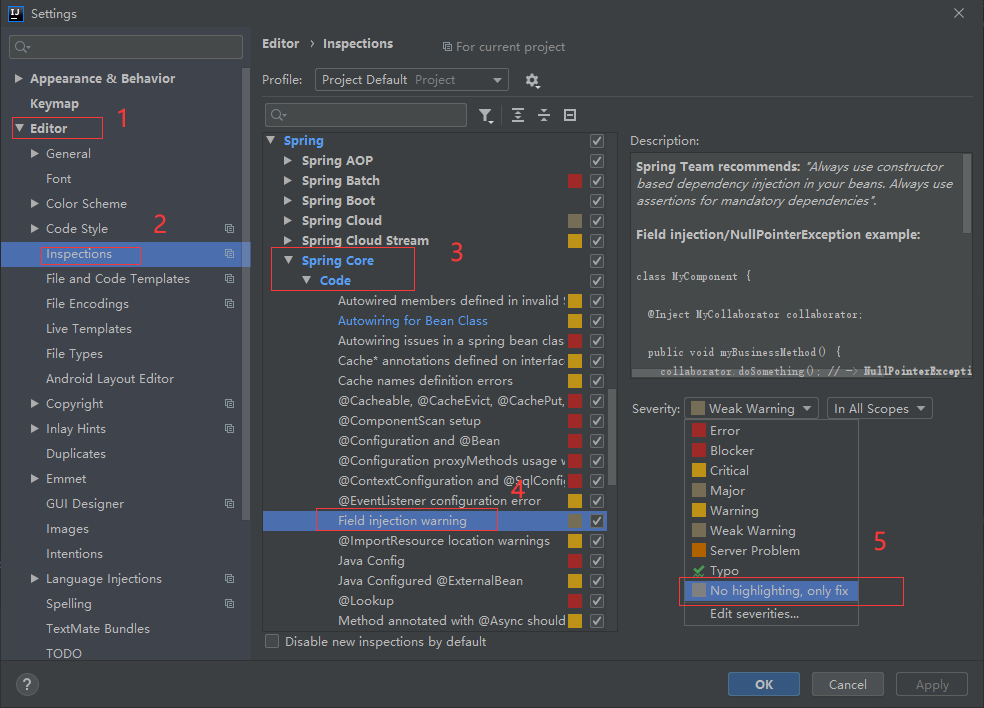 Settings
Appearance & Behavior
Keymap
Editor
1
General
Font
Color Scheme
2
Code Style
Inspections
File and Code Templates
File Encodings
Live Templates
File Types
Android Layout Editor
Copyright
Inlay Hints
Duplicates
Emmet
GUI Designer
Images
Intentions
Language Injections
Spelling
TextMate Bundles
TODO
Editor › Inspections
For current project
Profile:
Project Default Project
Spring
Spring AOP
Spring Batch
Spring Boot
Spring Cloud
Spring Cloud Stream
3
Spring Core
Code
Autowired members defined in invalid
Autowiring for Bean Class
Autowiring issues in a spring bean clas
Cache* annotations defined on interfac
Cache names definition errors
@Cacheable, @CacheEvict, @CachePut,
@ComponentScan setup
@Configuration and @Bean
@Configuration proxyMethods usage
@ContextConfiguration and @SqlConfi
4
@EventListener configuration error
Field injection warning
@ImportResource location warnings
Java Config
Java Configured @ExternalBean
@Lookup
Method annotated with @Async should
Disable new inspections by default
Description:
Spring Team recommends: "Always use constructor
based dependency injection in your beans. Always use
assertions for mandatory dependencies".
Field injection/NullPointerException example:
class MyComponent {
@Inject MyCollaborator collaborator;
public void myBusinessMethod() {
collaborator.doSomething(); // -> NullPointerExcepti
Severity:
Weak Warning
In All Scopes
Error
Blocker
Critical
Major
Warning
Weak Warning
5
Server Problem
Typo
No highlighting, only fix
Edit severities...
?
OK
Cancel
Apply